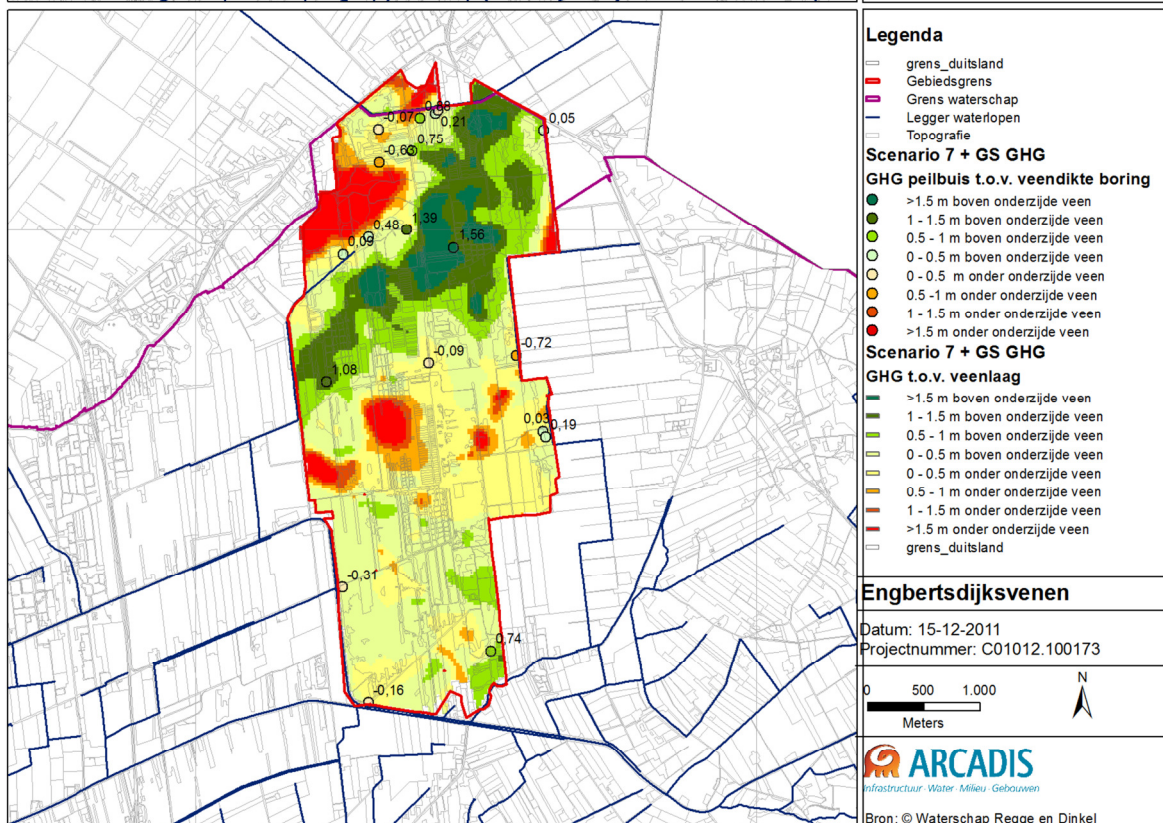 -0,07
0,88
0,21
0,05
-0,63
0,75
0,48
1,39
0,09
1,56
-0,72
-0,09
1,08
0,03
0,19
-0,31
0,74
-0,16
Legenda
grens_duitsland
Gebiedsgrens
Grens waterschap
Legger waterlopen
Topografie
Scenario 7 + GS GHG
GHG peilbuis t.o.v. veendikte boring
>1.5 m boven onderzijde veen
1 - 1.5 m boven onderzijde veen
0.5 - 1 m boven onderzijde veen
0 - 0.5 m boven onderzijde veen
0 - 0.5 m onder onderzijde veen
0.5 -1 m onder onderzijde veen
1 - 1.5 m onder onderzijde veen
>1.5 m onder onderzijde veen
Scenario 7 + GS GHG
GHG t.o.v. veenlaag
>1.5 m boven onderzijde veen
1 - 1.5 m boven onderzijde veen
0.5 - 1 m boven onderzijde veen
0 - 0.5 m boven onderzijde veen
0 - 0.5 m onder onderzijde veen
0.5 - 1 m onder onderzijde veen
1 - 1.5 m onder onderzijde veen
>1.5 m onder onderzijde veen
grens_duitsland
Engbertsdijksvenen
Datum: 15-12-2011
Projectnummer: C01012.100173
0 500 1.000
Meters
N
ARCADIS
Infrastructuur · Water · Milieu · Gebouwen
Bron: © Waterschap Regge en Dinkel